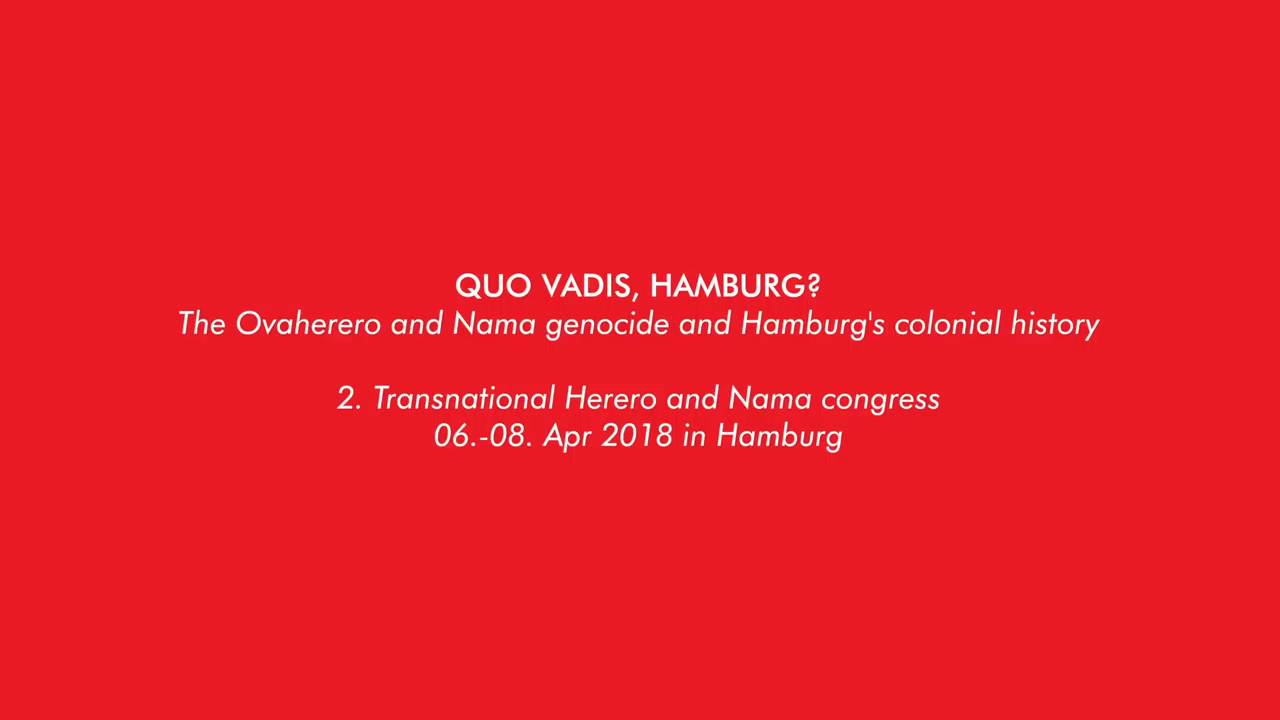 QUO VADIS, HAMBURG?
The Ovaherero and Nama genocide and Hamburg's colonial history
2. Transnational Herero and Nama congress
06.-08. Apr 2018 in Hamburg